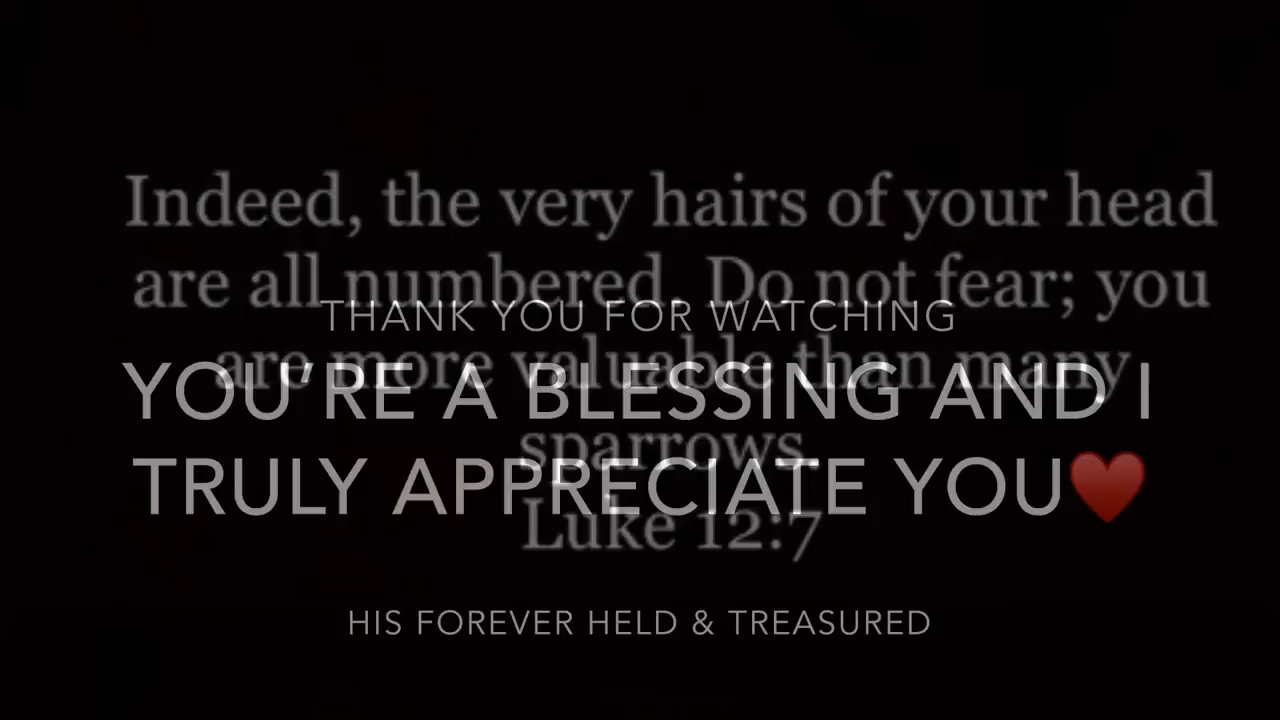 Indeed, the very hairs of your head
are all numbered. Do not fear; you
THANK YOU FOR WATCHING
are more valuable than many
YOU'RE A BLESSING AND I
sparrows.
TRULY APPRECIATE YOU♥️
Luke 12:7
HIS FOREVER HELD & TREASURED